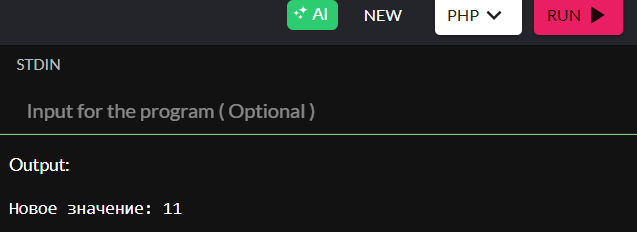 AI NEW PHP RUN
STDIN
Input for the program ( Optional )
Output:
Новое значение: 11